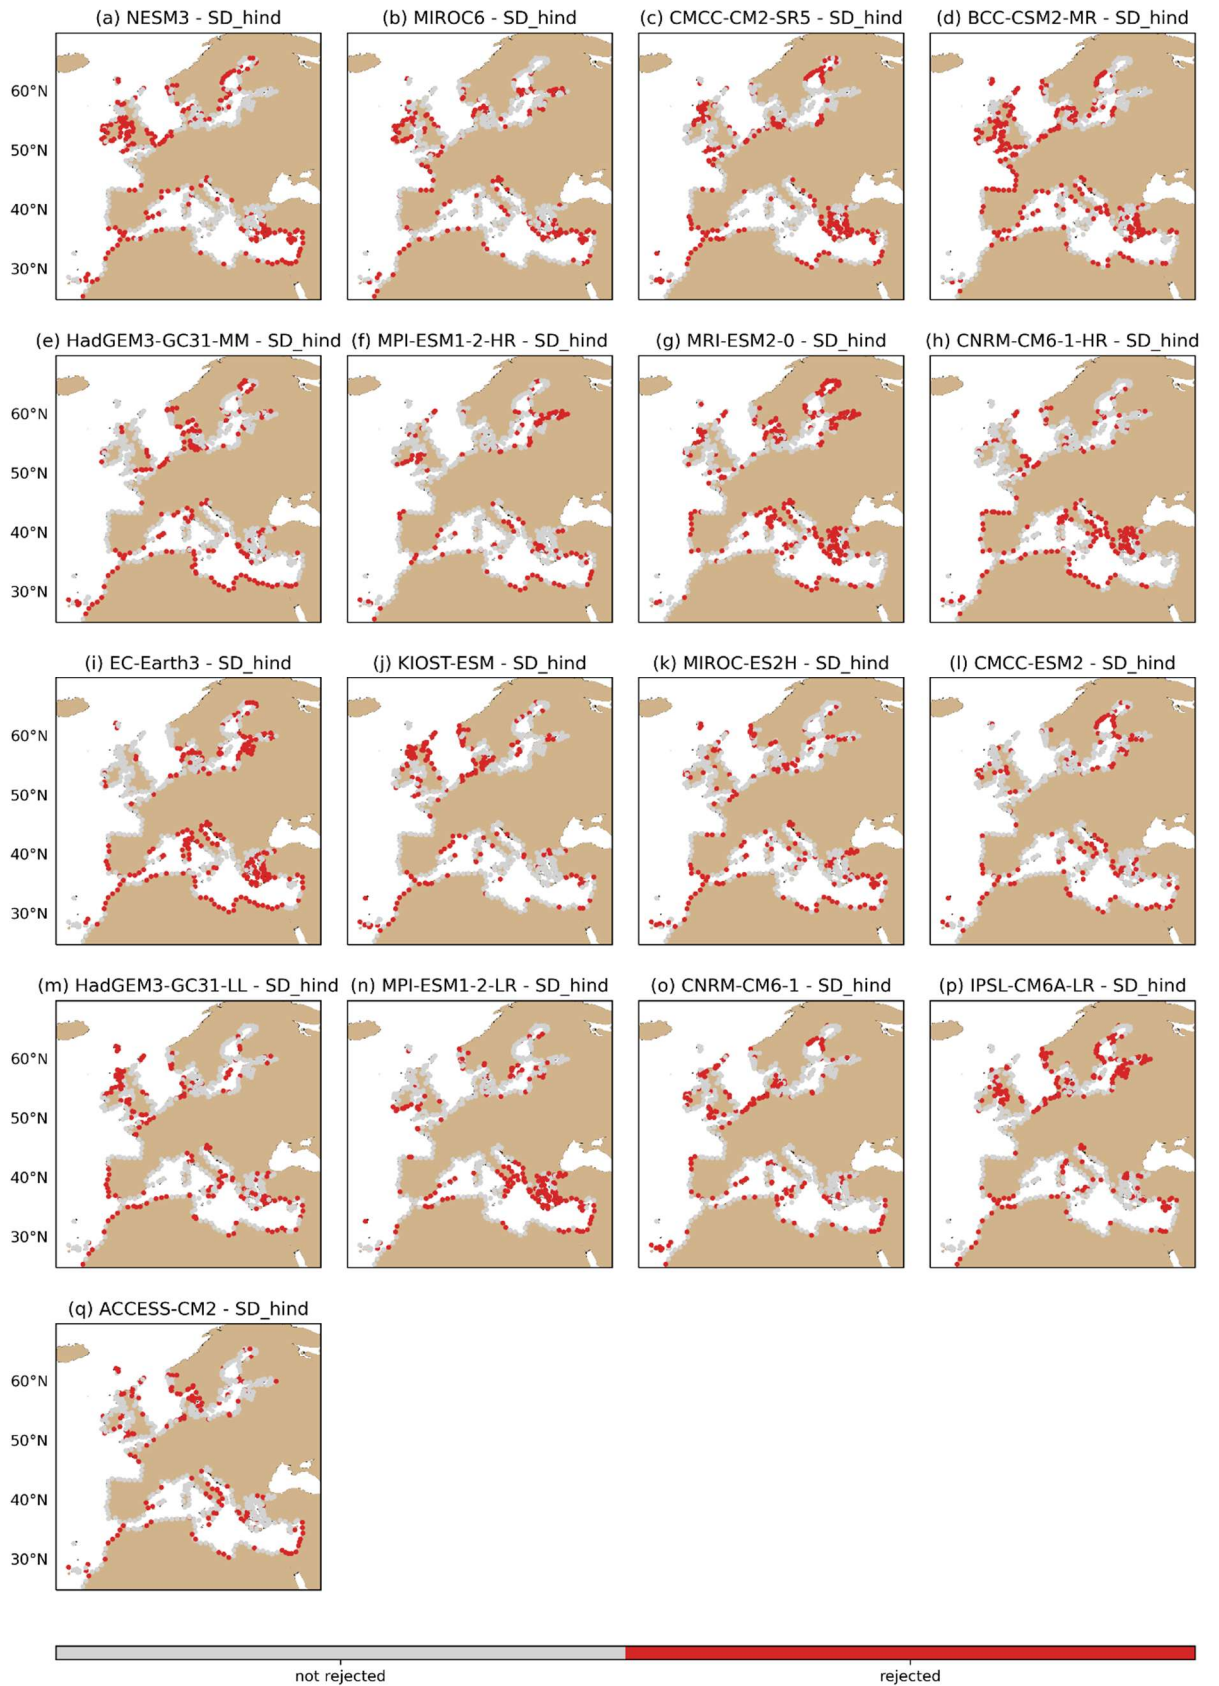 (a) NESM3 - SD_hind
(b) MIROC6 - SD_hind
(c) CMCC-CM2-SR5 - SD_hind
(d) BCC-CSM2-MR - SD_hind
60°N
50°N
40°N
30°N
(e) HadGEM3-GC31-MM - SD_hind
(f) MPI-ESM1-2-HR - SD_hind
(g) MRI-ESM2-0 - SD_hind
(h) CNRM-CM6-1-HR - SD_hind
60°N
50°N
40°N
30°N
(i) EC-Earth3 - SD_hind
(j) KIOST-ESM - SD_hind
(k) MIROC-ES2H - SD_hind
(l) CMCC-ESM2 - SD_hind
60°N
50°N
40°N
30°N
(m) HadGEM3-GC31-LL - SD_hind
(n) MPI-ESM1-2-LR - SD_hind
(o) CNRM-CM6-1 - SD_hind
(p) IPSL-CM6A-LR - SD_hind
60°N
50°N
40°N
30°N
(q) ACCESS-CM2 - SD_hind
60°N
50°N
40°N
30°N
not rejected
rejected